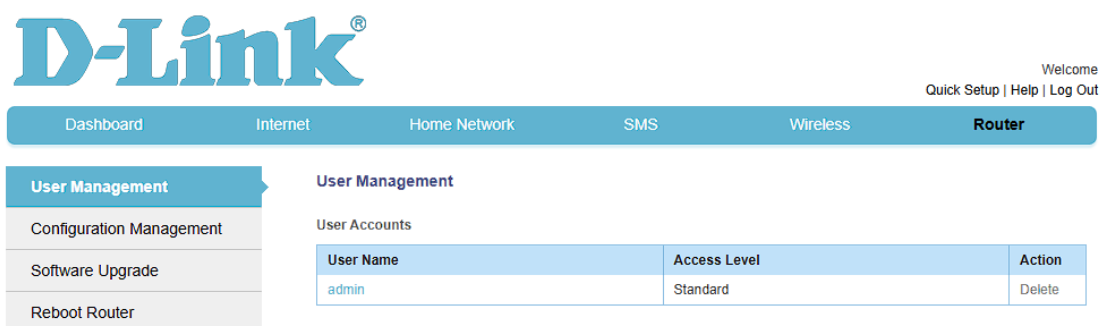 D-Link®
Welcome
Quick Setup | Help | Log Out
Dashboard Internet Home Network SMS Wireless Router
User Management
Configuration Management
Software Upgrade
Reboot Router
User Management
User Accounts
User Name Access Level Action
admin Standard Delete